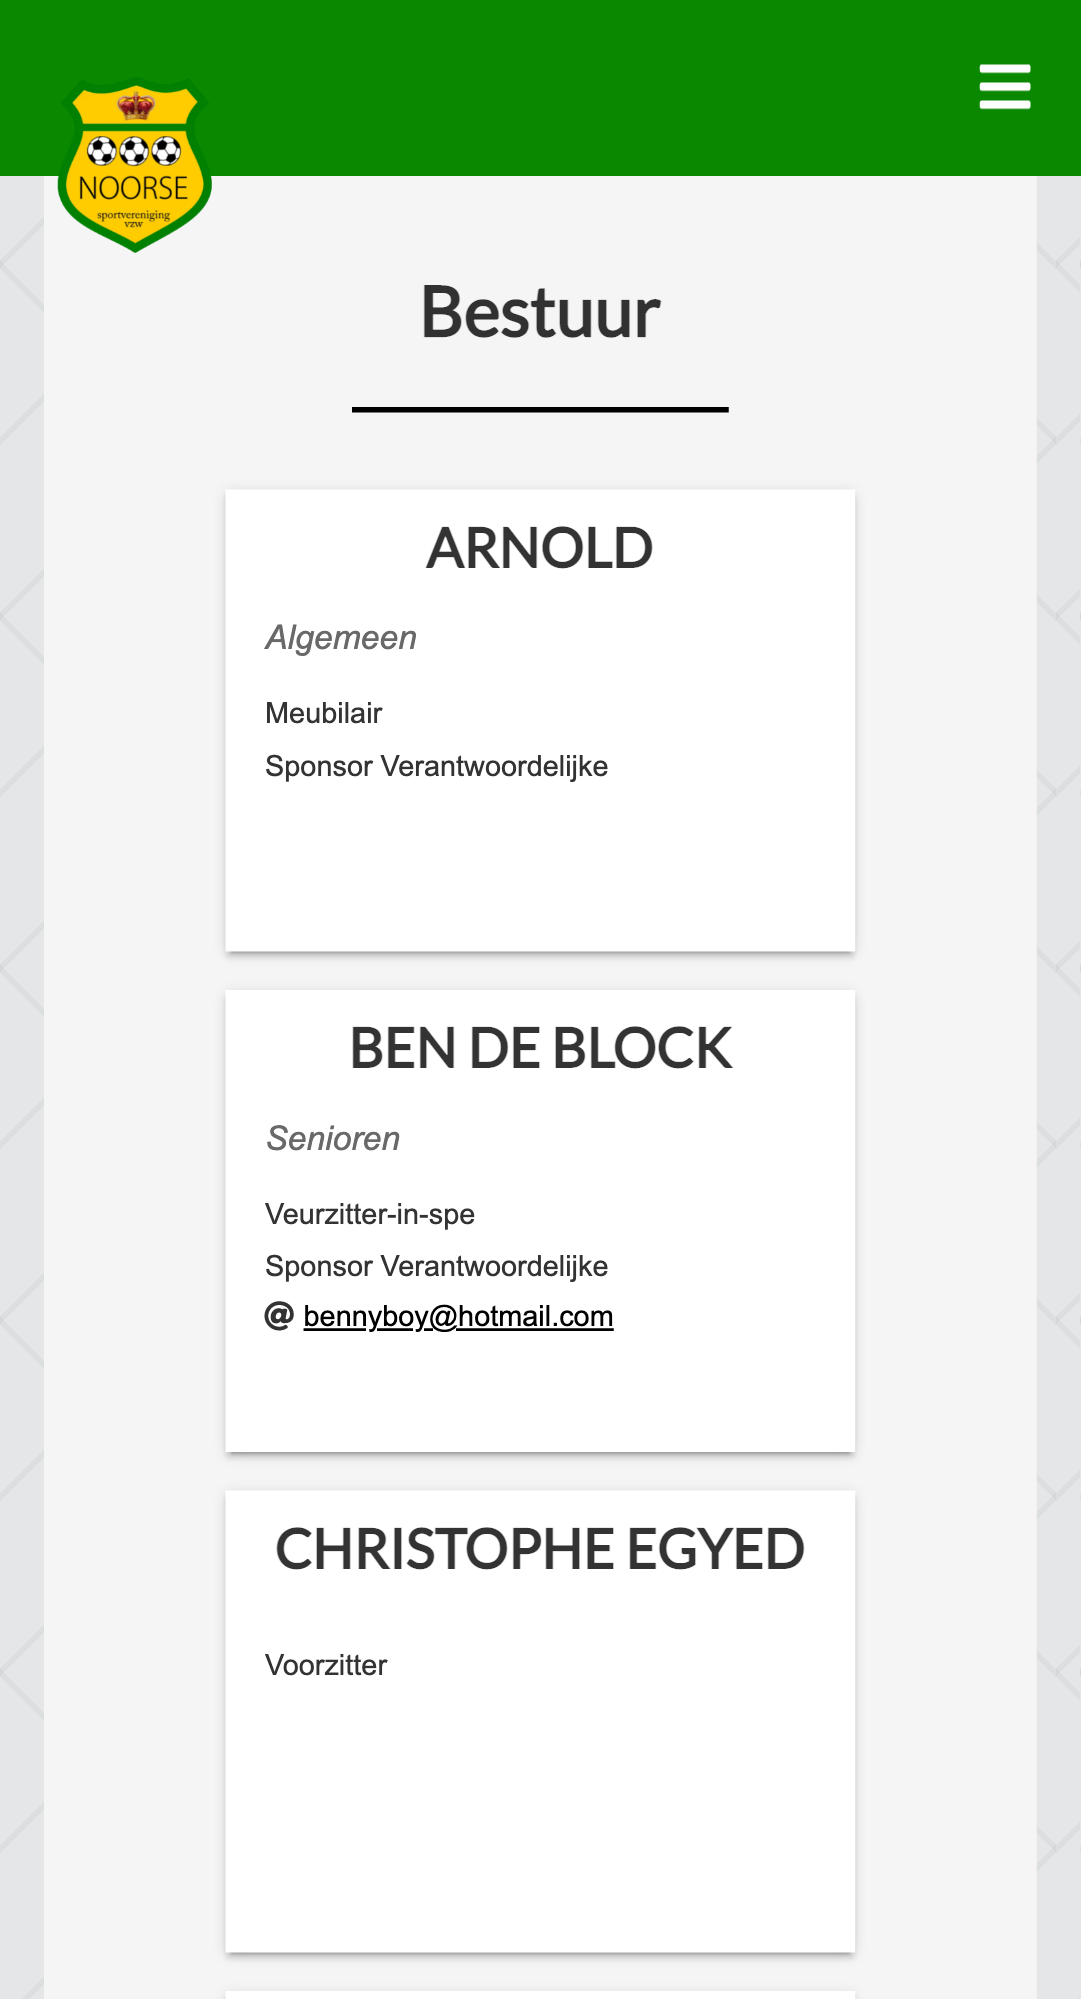 NOORSE
sportvereniging
vzw
Bestuur
ARNOLD
Algemeen
Meubilair
Sponsor Verantwoordelijke
BEN DE BLOCK
Senioren
Veurzitter-in-spe
Sponsor Verantwoordelijke
@ bennyboy@hotmail.com
CHRISTOPHE EGYED
Voorzitter